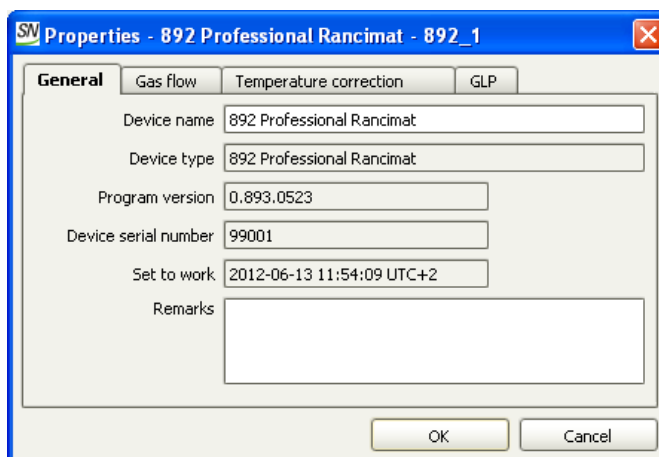 SN Properties - 892 Professional Rancimat - 892_1
General Gas flow Temperature correction GLP
Device name 892 Professional Rancimat
Device type 892 Professional Rancimat
Program version 0.893.0523
Device serial number 99001
Set to work 2012-06-13 11:54:09 UTC+2
Remarks
OK Cancel